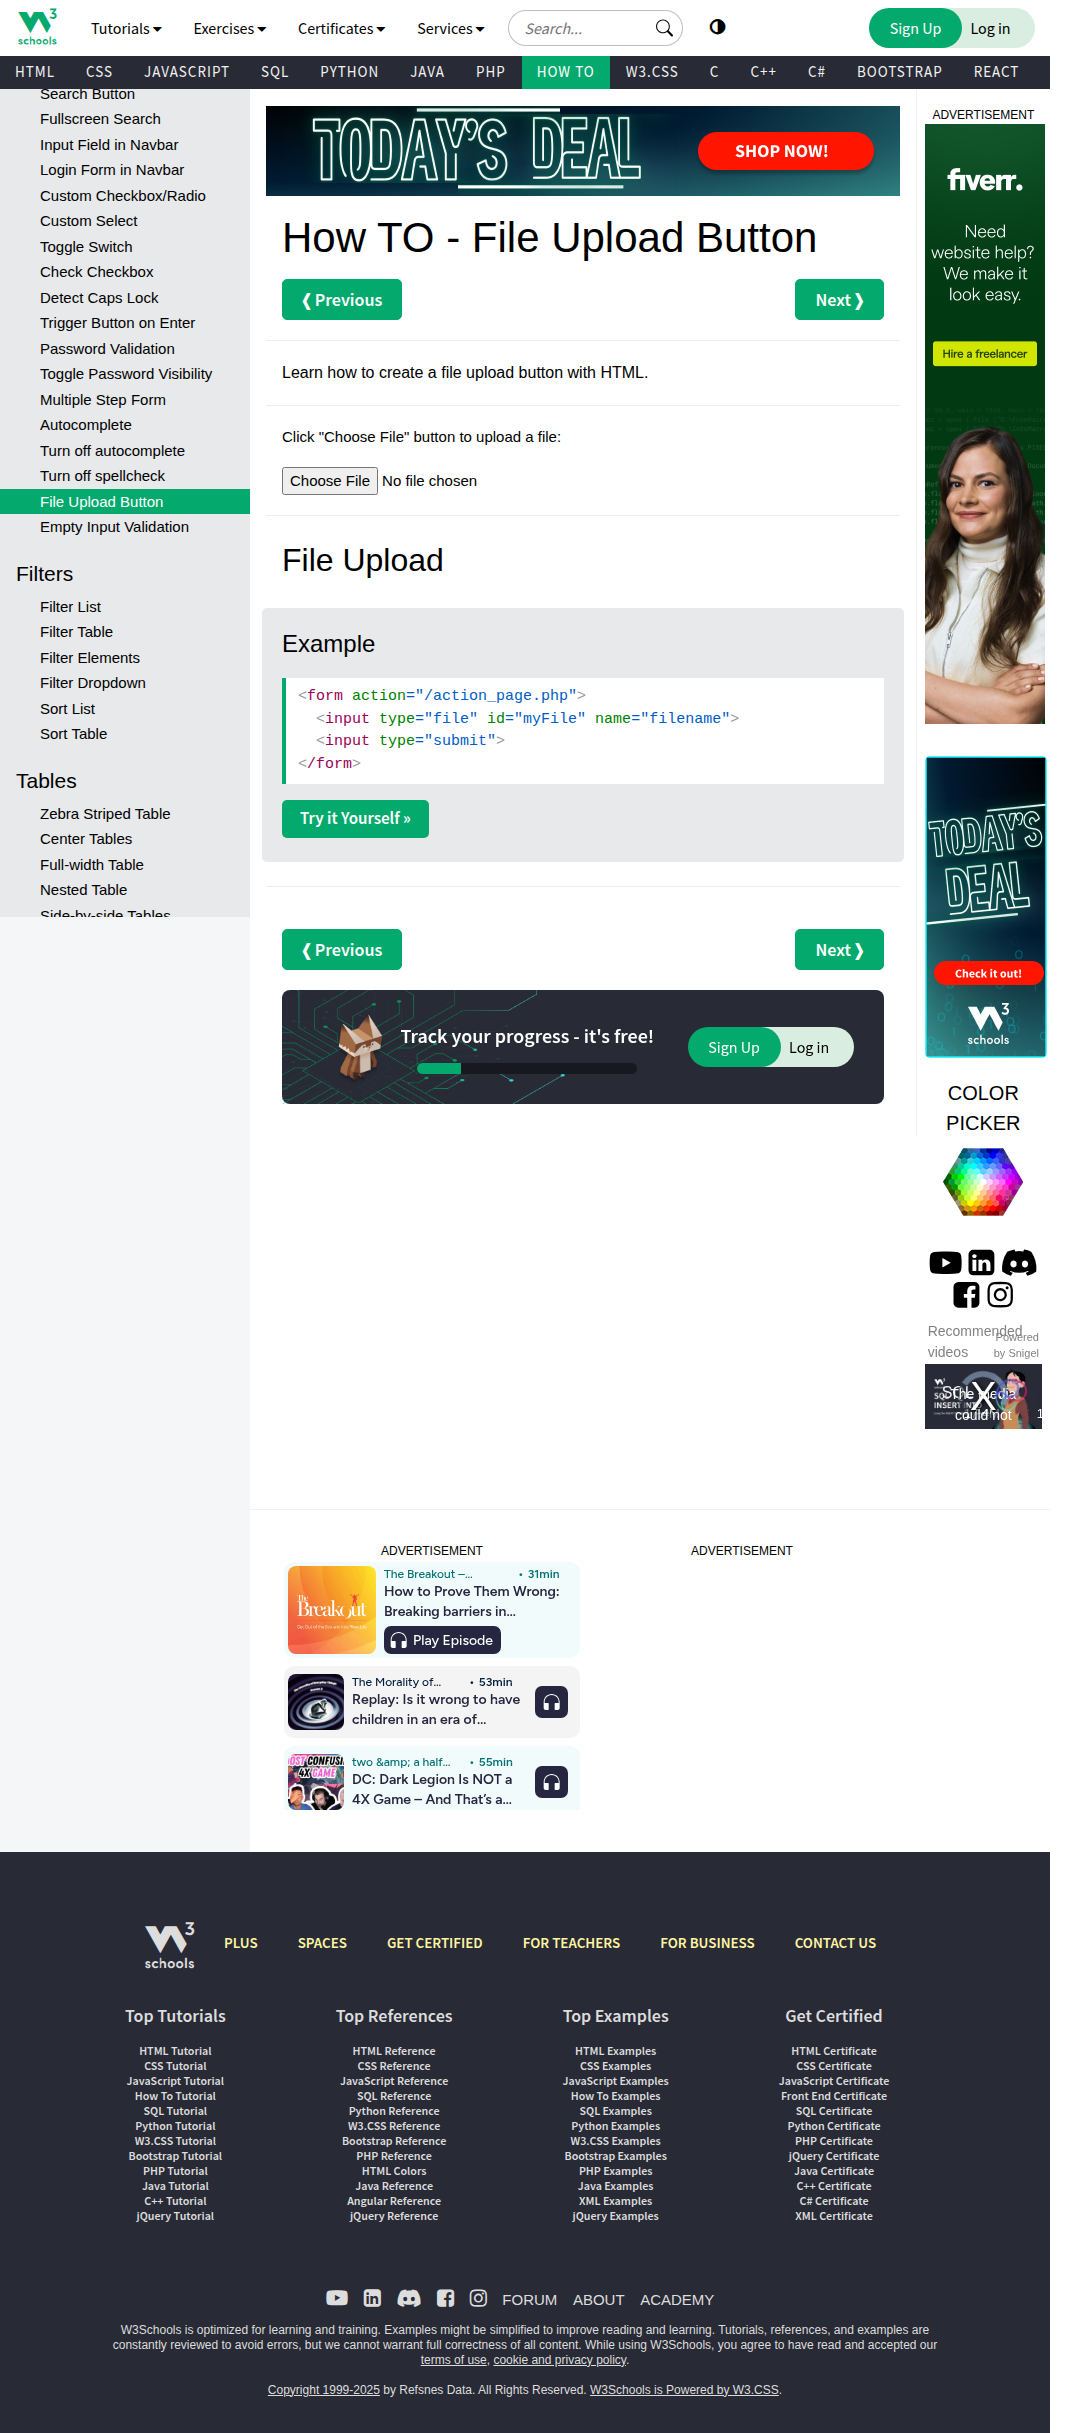 3
schools
Tutorials
Exercises
Certificates
Services
Search...
Sign Up
Log in
HTML
CSS
JAVASCRIPT
SQL
PYTHON
JAVA
PHP
HOW TO
W3.CSS
C
C++
C#
BOOTSTRAP
REACT
Search Button
Fullscreen Search
Input Field in Navbar
Login Form in Navbar
Custom Checkbox/Radio
Custom Select
Toggle Switch
Check Checkbox
Detect Caps Lock
Trigger Button on Enter
Password Validation
Toggle Password Visibility
Multiple Step Form
Autocomplete
Turn off autocomplete
Turn off spellcheck
File Upload Button
Empty Input Validation
Filters
Filter List
Filter Table
Filter Elements
Filter Dropdown
Sort List
Sort Table
Tables
Zebra Striped Table
Center Tables
Full-width Table
Nested Table
Side-by-side Tables
TODAY'S DEAL
SHOP NOW!
How TO - File Upload Button
❮ Previous
Next ❯
Learn how to create a file upload button with HTML.
Click "Choose File" button to upload a file:
Choose File No file chosen
File Upload
Example
<form action="/action_page.php">
  <input type="file" id="myFile" name="filename">
  <input type="submit">
</form>
Try it Yourself »
❮ Previous
Next ❯
Track your progress - it's free!
Sign Up
Log in
ADVERTISEMENT
fiverr.
Need
website help?
We make it
look easy.
Hire a freelancer
TODAY'S
DEAL
Check it out!
3
schools
COLOR
PICKER
Recommended
videos
Powered
by Snigel
SQL
INSERT INTO
The media
could not
ADVERTISEMENT
The Breakout
The Breakout –...
• 31min
How to Prove Them Wrong:
Breaking barriers in...
Play Episode
The Morality of...
• 53min
Replay: Is it wrong to have
children in an era of...
MOST CONFUSI
4X GAME
two &amp; a half...
• 55min
DC: Dark Legion Is NOT a
4X Game – And That's a...
ADVERTISEMENT
3
schools
PLUS
SPACES
GET CERTIFIED
FOR TEACHERS
FOR BUSINESS
CONTACT US
Top Tutorials
HTML Tutorial
CSS Tutorial
JavaScript Tutorial
How To Tutorial
SQL Tutorial
Python Tutorial
W3.CSS Tutorial
Bootstrap Tutorial
PHP Tutorial
Java Tutorial
C++ Tutorial
jQuery Tutorial
Top References
HTML Reference
CSS Reference
JavaScript Reference
SQL Reference
Python Reference
W3.CSS Reference
Bootstrap Reference
PHP Reference
HTML Colors
Java Reference
Angular Reference
jQuery Reference
Top Examples
HTML Examples
CSS Examples
JavaScript Examples
How To Examples
SQL Examples
Python Examples
W3.CSS Examples
Bootstrap Examples
PHP Examples
Java Examples
XML Examples
jQuery Examples
Get Certified
HTML Certificate
CSS Certificate
JavaScript Certificate
Front End Certificate
SQL Certificate
Python Certificate
PHP Certificate
jQuery Certificate
Java Certificate
C++ Certificate
C# Certificate
XML Certificate
FORUM
ABOUT
ACADEMY
W3Schools is optimized for learning and training. Examples might be simplified to improve reading and learning. Tutorials, references, and examples are
constantly reviewed to avoid errors, but we cannot warrant full correctness of all content. While using W3Schools, you agree to have read and accepted our
terms of use, cookie and privacy policy.
Copyright 1999-2025 by Refsnes Data. All Rights Reserved. W3Schools is Powered by W3.CSS.